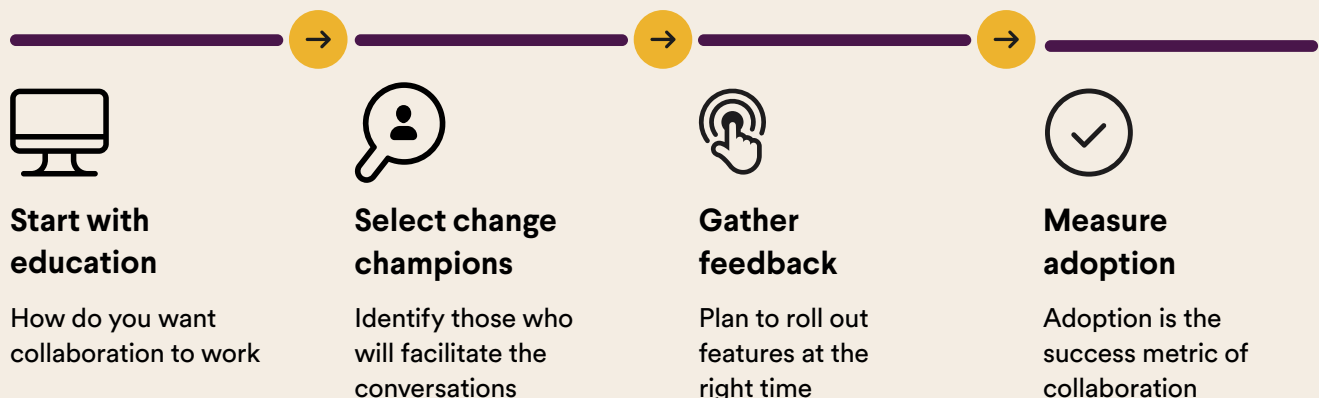 Start with
education
How do you want
collaboration to work
Select change
champions
Identify those who
will facilitate the
conversations
Gather
feedback
Plan to roll out
features at the
right time
Measure
adoption
Adoption is the
success metric of
collaboration